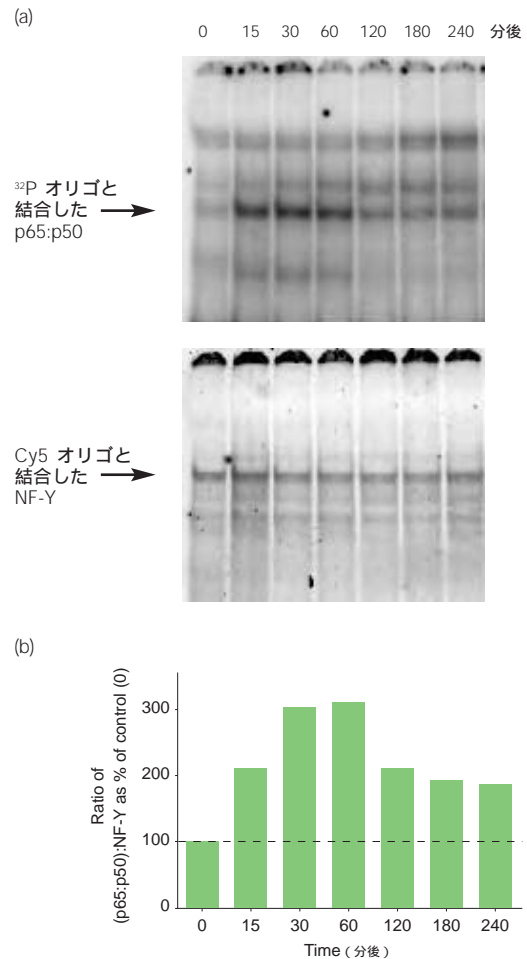 (a)
0 15 30 60 120 180 240 分後
³²P オリゴと
結合した
p65:p50
Cy5 オリゴと
結合した
NF-Y
(b)
Ratio of
(p65:p50):NF-Y as % of control (0)
300
200
100
0
0 15 30 60 120 180 240
Time（分後）